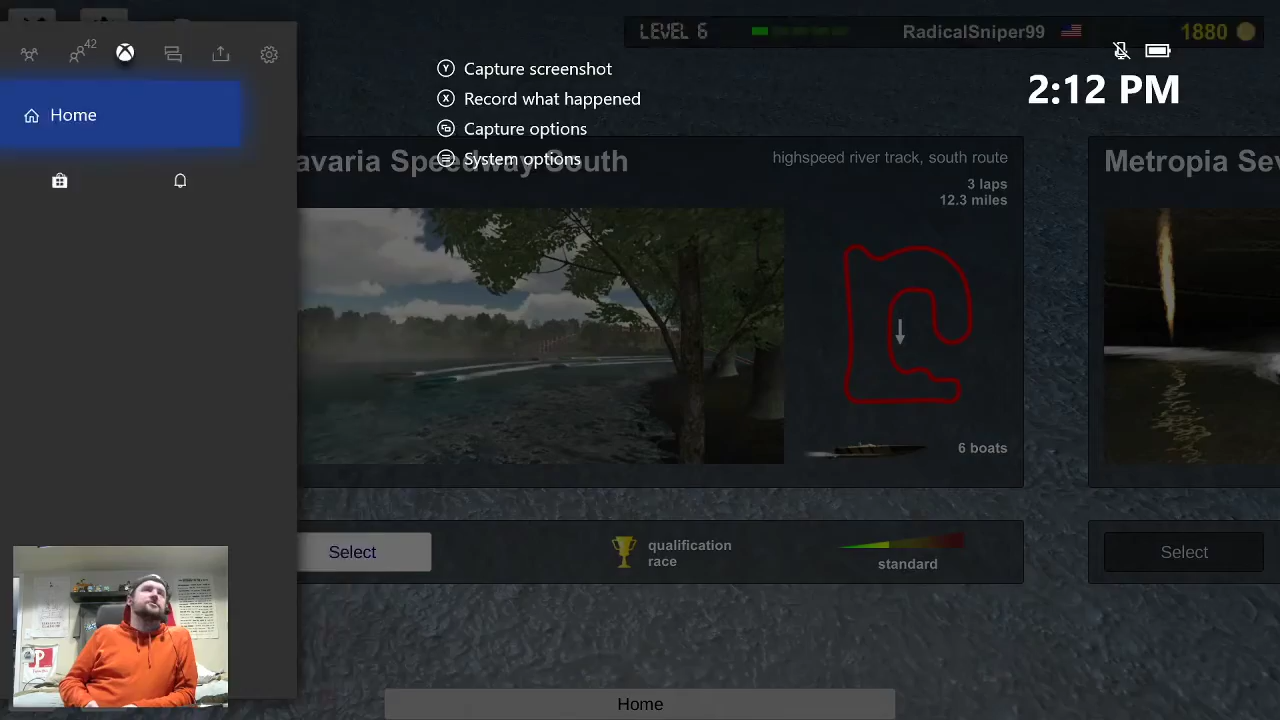 LEVEL 6
RadicalSniper99
1880
42
2:12 PM
Home
Capture screenshot
Record what happened
Capture options
System options
avaria Speedway South
highspeed river track, south route
3 laps
12.3 miles
6 boats
Select
qualification
race
standard
Metropia Sev
Select
Home